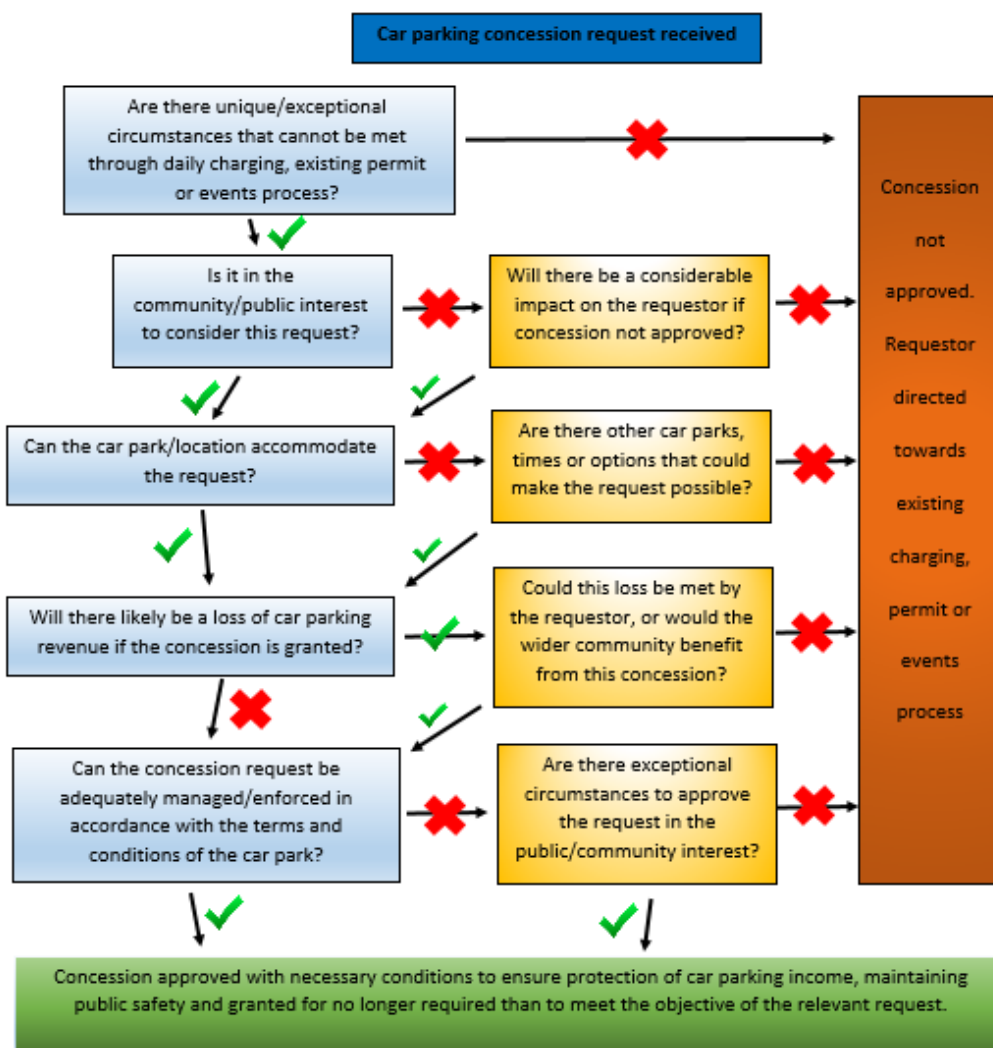 Car parking concession request received
Are there unique/exceptional
circumstances that cannot be met
through daily charging, existing permit
or events process?
Is it in the
community/public interest
to consider this request?
Will there be a considerable
impact on the requestor if
concession not approved?
Can the car park/location accommodate
the request?
Are there other car parks,
times or options that could
make the request possible?
Will there likely be a loss of car parking
revenue if the concession is granted?
Could this loss be met by
the requestor, or would the
wider community benefit
from this concession?
Can the concession request be
adequately managed/enforced in
accordance with the terms and
conditions of the car park?
Are there exceptional
circumstances to approve
the request in the
public/community interest?
Concession
not
approved.
Requestor
directed
towards
existing
charging,
permit or
events
process
Concession approved with necessary conditions to ensure protection of car parking income, maintaining
public safety and granted for no longer required than to meet the objective of the relevant request.